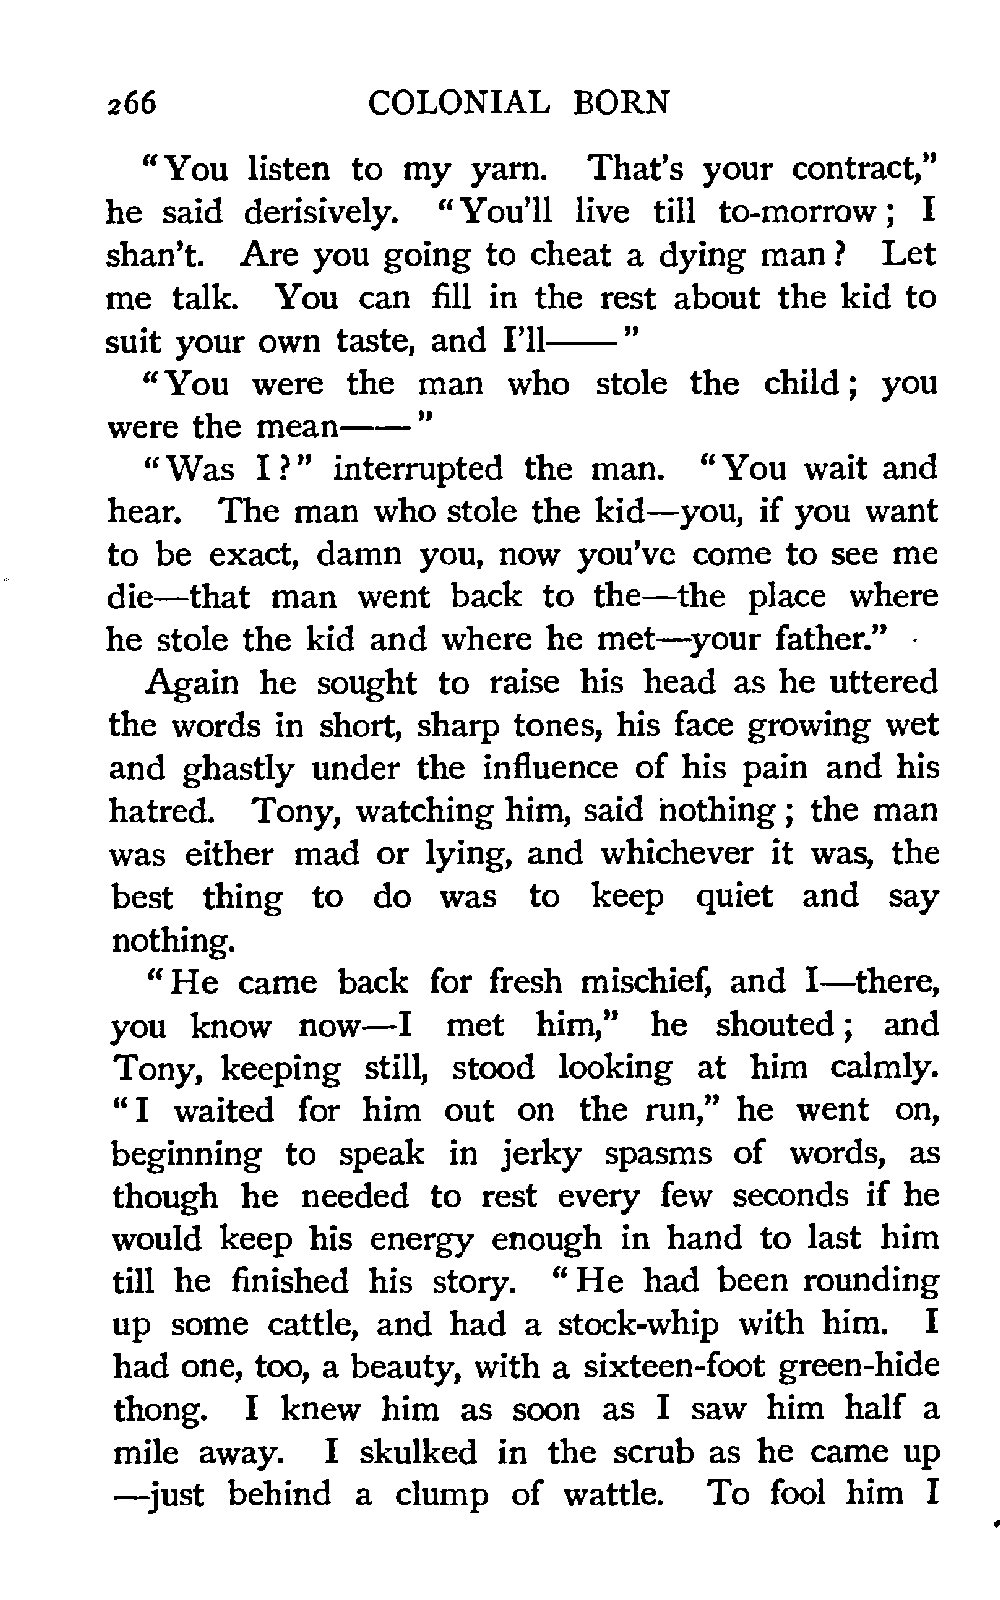 266 COLONIAL BORN
"You listen to my yarn. That's your contract,"
he said derisively. "You'll live till to-morrow; I
shan't. Are you going to cheat a dying man? Let
me talk. You can fill in the rest about the kid to
suit your own taste, and I'll——"
"You were the man who stole the child; you
were the mean——"
"Was I?" interrupted the man. "You wait and
hear. The man who stole the kid—you, if you want
to be exact, damn you, now you've come to see me
die—that man went back to the—the place where
he stole the kid and where he met—your father."
Again he sought to raise his head as he uttered
the words in short, sharp tones, his face growing wet
and ghastly under the influence of his pain and his
hatred. Tony, watching him, said nothing; the man
was either mad or lying, and whichever it was, the
best thing to do was to keep quiet and say
nothing.
"He came back for fresh mischief, and I—there,
you know now—I met him," he shouted; and
Tony, keeping still, stood looking at him calmly.
"I waited for him out on the run," he went on,
beginning to speak in jerky spasms of words, as
though he needed to rest every few seconds if he
would keep his energy enough in hand to last him
till he finished his story. "He had been rounding
up some cattle, and had a stock-whip with him. I
had one, too, a beauty, with a sixteen-foot green-hide
thong. I knew him as soon as I saw him half a
mile away. I skulked in the scrub as he came up
—just behind a clump of wattle. To fool him I